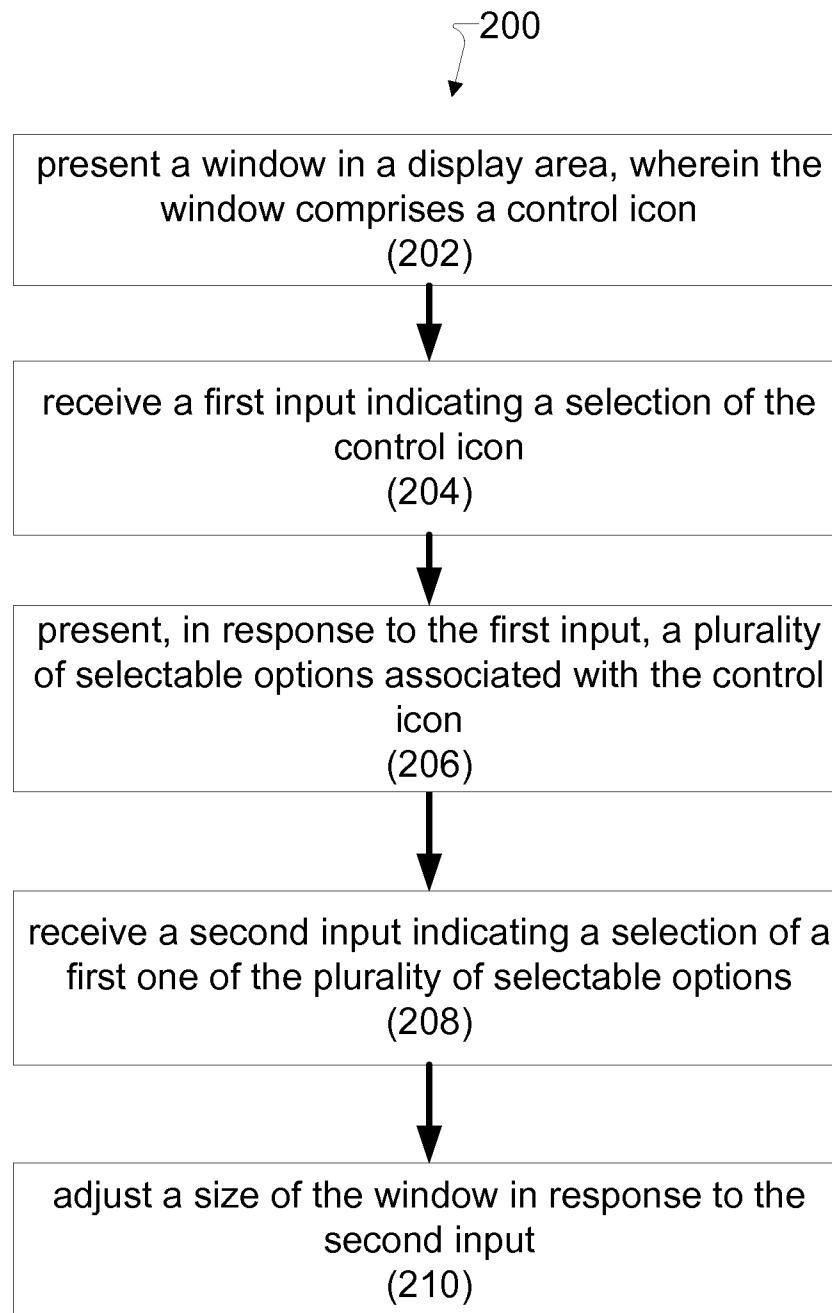 200
present a window in a display area, wherein the
window comprises a control icon
(202)
receive a first input indicating a selection of the
control icon
(204)
present, in response to the first input, a plurality
of selectable options associated with the control
icon
(206)
receive a second input indicating a selection of a
first one of the plurality of selectable options
(208)
adjust a size of the window in response to the
second input
(210)